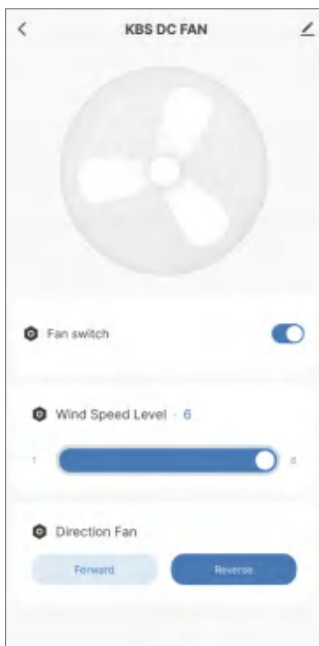 KBS DC FAN
Fan switch
Wind Speed Level · 6
1 6
Direction Fan
Forward Reverse